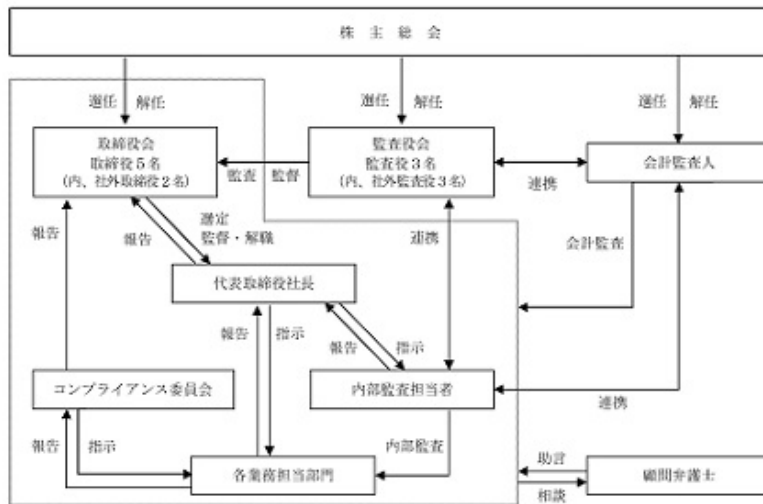 株主総会
選任 解任
選任 解任
選任 解任
取締役会
取締役5名
(内、社外取締役2名)
監査 監督
監査役会
監査役3名
(内、社外監査役3名)
連携
会計監査人
報告
報告
選定
監督・解職
連携
会計監査
代表取締役社長
報告 指示
報告 指示
コンプライアンス委員会
内部監査担当者
連携
報告 指示
内部監査
各業務担当部門
助言
相談
顧問弁護士